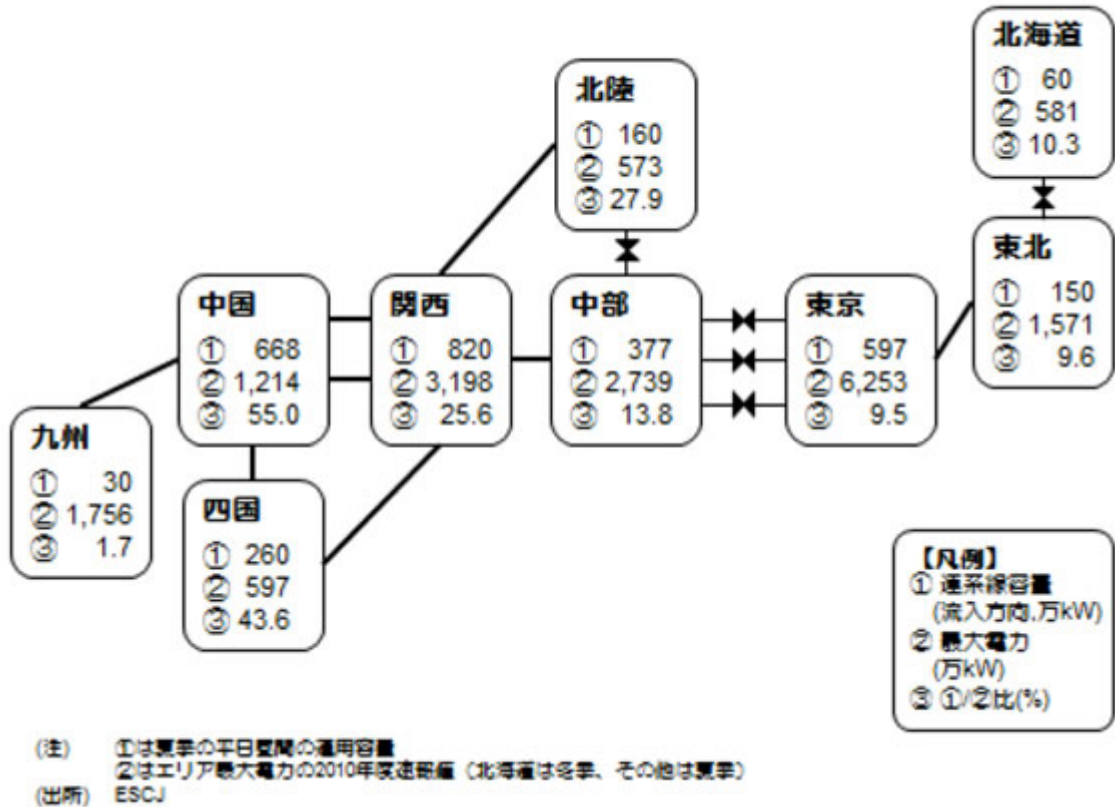 北海道
① 60
② 581
③ 10.3
北陸
① 160
② 573
③ 27.9
東北
① 150
② 1,571
③ 9.6
中国
① 668
② 1,214
③ 55.0
関西
① 820
② 3,198
③ 25.6
中部
① 377
② 2,739
③ 13.8
東京
① 597
② 6,253
③ 9.5
九州
① 30
② 1,756
③ 1.7
四国
① 260
② 597
③ 43.6
【凡例】
① 連系線容量
(流入方向,万kW)
② 最大電力
(万kW)
③ ①/②比(%)
(注) ①は夏季の平日昼間の運用容量
②はエリア最大電力の2010年度速報値（北海道は冬季、その他は夏季）
(出所) ESCJ